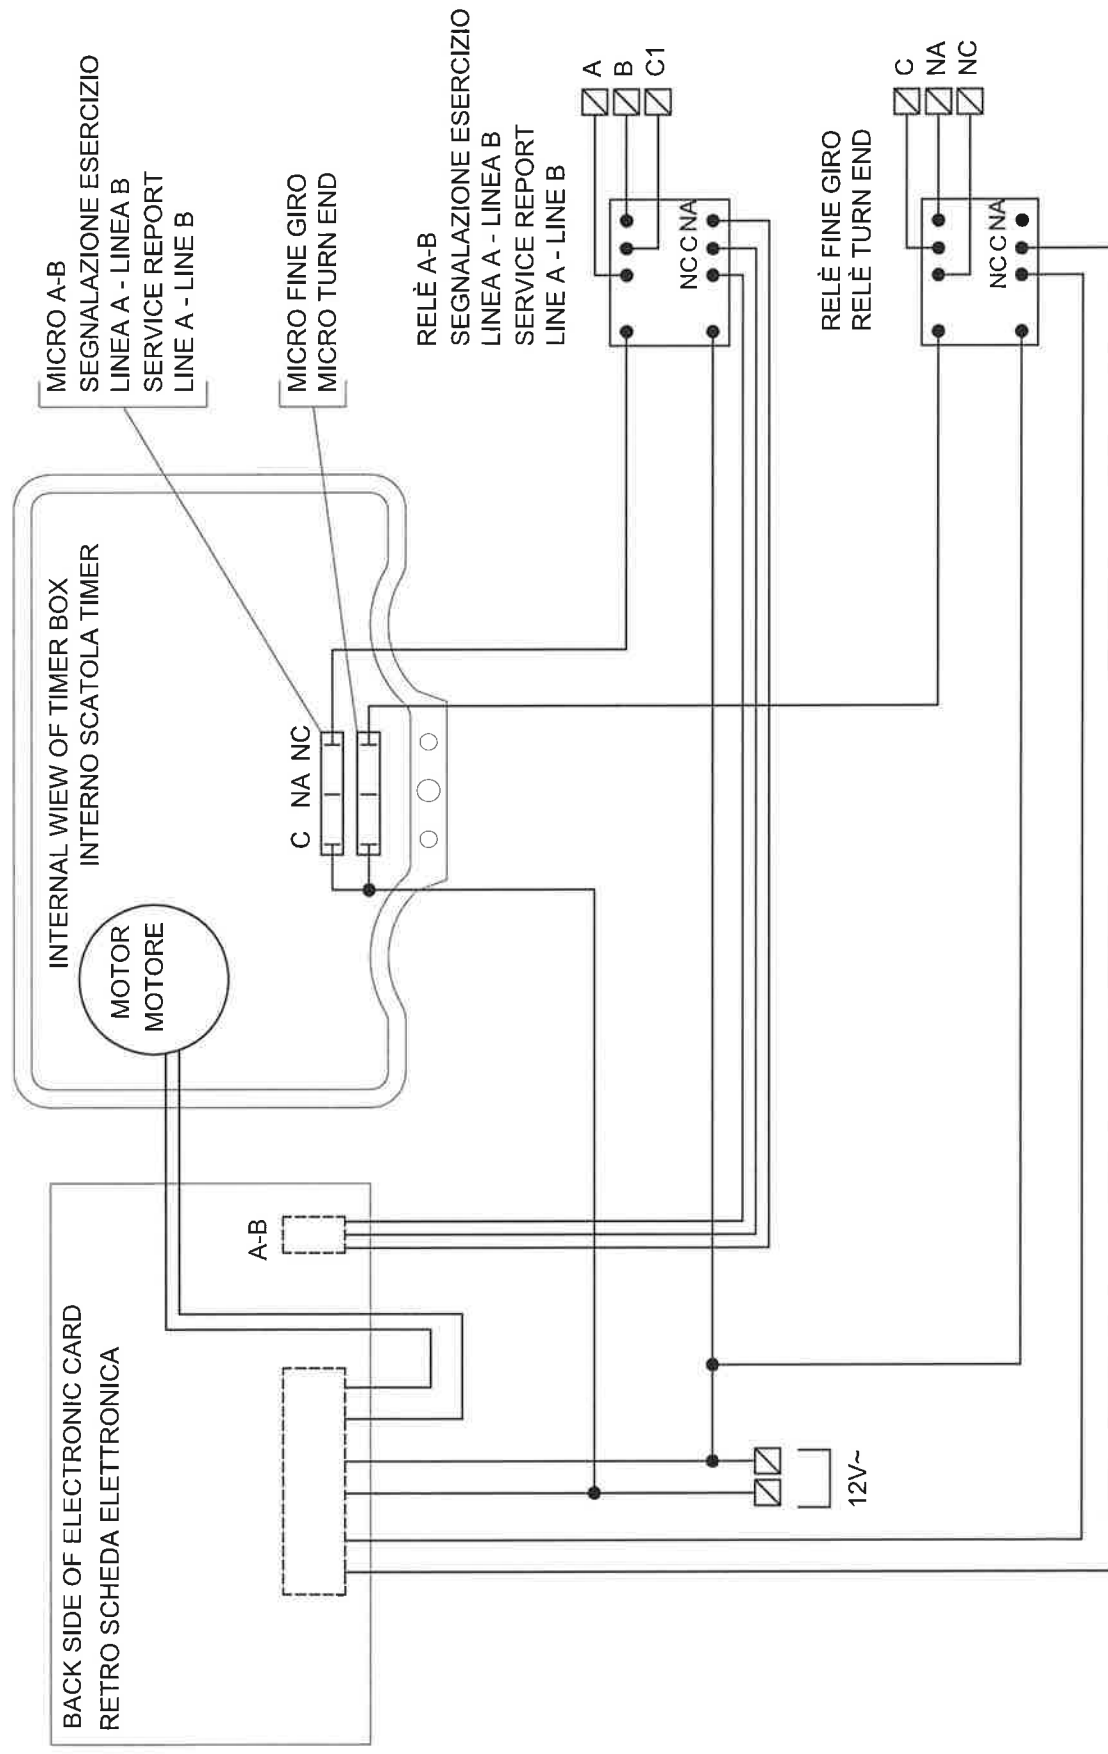 BACK SIDE OF ELECTRONIC CARD
RETRO SCHEDA ELETTRONICA
A-B
12V~
INTERNAL WIEW OF TIMER BOX
INTERNO SCATOLA TIMER
MOTOR
MOTORE
C NA NC
MICRO A-B
SEGNALAZIONE ESERCIZIO
LINEA A - LINEA B
SERVICE REPORT
LINE A - LINE B
MICRO FINE GIRO
MICRO TURN END
RELÈ A-B
SEGNALAZIONE ESERCIZIO
LINEA A - LINEA B
SERVICE REPORT
LINE A - LINE B
A
B
C1
NC C NA
RELÈ FINE GIRO
RELÈ TURN END
C
NA
NC
NC C NA